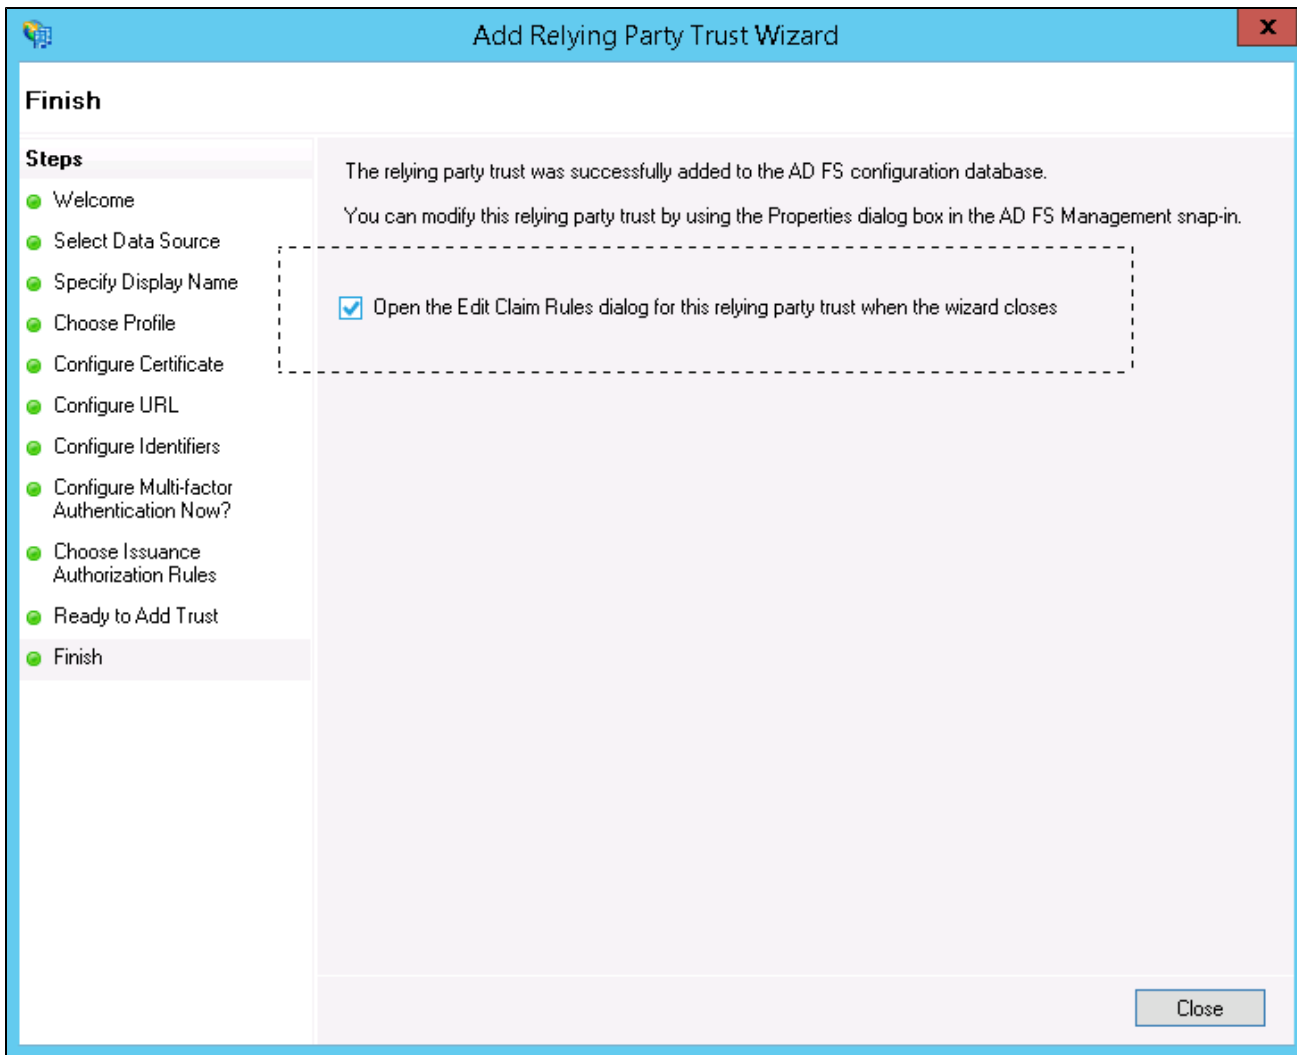 Add Relying Party Trust Wizard
x
Finish
Steps
Welcome
Select Data Source
Specify Display Name
Choose Profile
Configure Certificate
Configure URL
Configure Identifiers
Configure Multi-factor
Authentication Now?
Choose Issuance
Authorization Rules
Ready to Add Trust
Finish
The relying party trust was successfully added to the AD FS configuration database.
You can modify this relying party trust by using the Properties dialog box in the AD FS Management snap-in.
Open the Edit Claim Rules dialog for this relying party trust when the wizard closes
Close